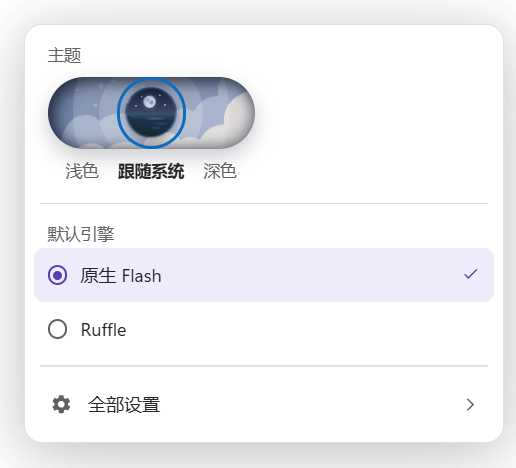 主题
浅色 跟随系统 深色
默认引擎
原生 Flash
Ruffle
全部设置